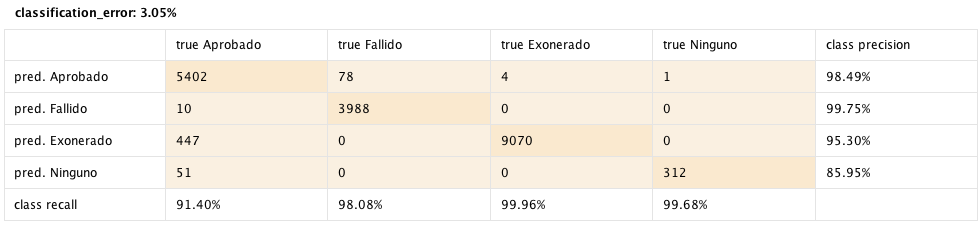 classification_error: 3.05%
true Aprobado true Fallido true Exonerado true Ninguno class precision
pred. Aprobado 5402 78 4 1 98.49%
pred. Fallido 10 3988 0 0 99.75%
pred. Exonerado 447 0 9070 0 95.30%
pred. Ninguno 51 0 0 312 85.95%
class recall 91.40% 98.08% 99.96% 99.68%